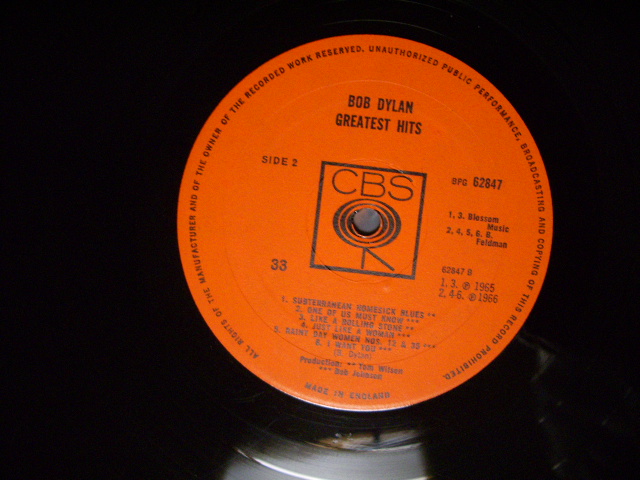 ALL RIGHTS OF THE MANUFACTURER AND OF THE OWNER OF THE RECORDED WORK RESERVED. UNAUTHORIZED PUBLIC PERFORMANCE, BROADCASTING AND COPYING OF THIS RECORD PROHIBITED.
BOB DYLAN
GREATEST HITS
SIDE 2
BPG 62847
CBS
1, 3. Blossom
Music
2, 4, 5, 6. B.
Feldman
33
62847 B
1. 3. ℗ 1965
2. 4-6. ℗ 1966
1. SUBTERRANEAN HOMESICK BLUES **
2. ONE OF US MUST KNOW ***
3. LIKE A ROLLING STONE **
4. JUST LIKE A WOMAN ***
5. RAINY DAY WOMEN NOS. 12 & 35 ***
6. I WANT YOU ***
(B. Dylan)
Production: ** Tom Wilson
*** Bob Johnson
MADE IN ENGLAND